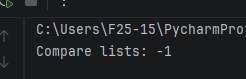 C:\Users\F25-15\PycharmProj
Compare lists: -1